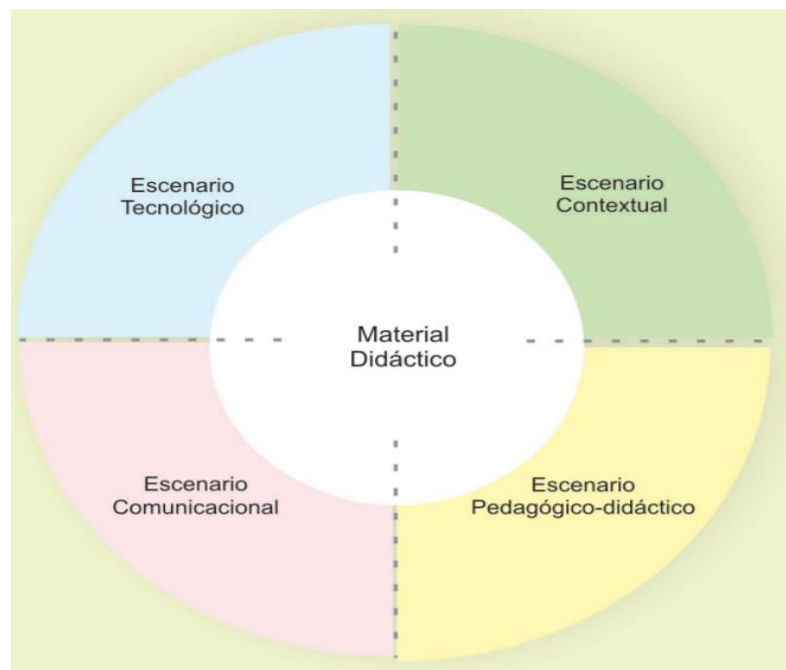 Escenario
Tecnológico
Escenario
Contextual
Material
Didáctico
Escenario
Comunicacional
Escenario
Pedagógico-didáctico